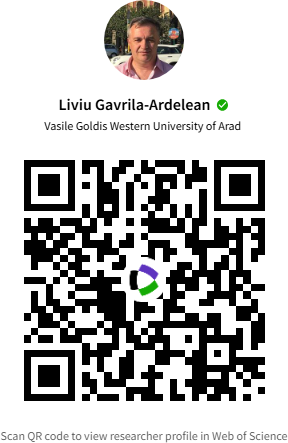 Liviu Gavrila-Ardelean
Vasile Goldis Western University of Arad
Scan QR code to view researcher profile in Web of Science